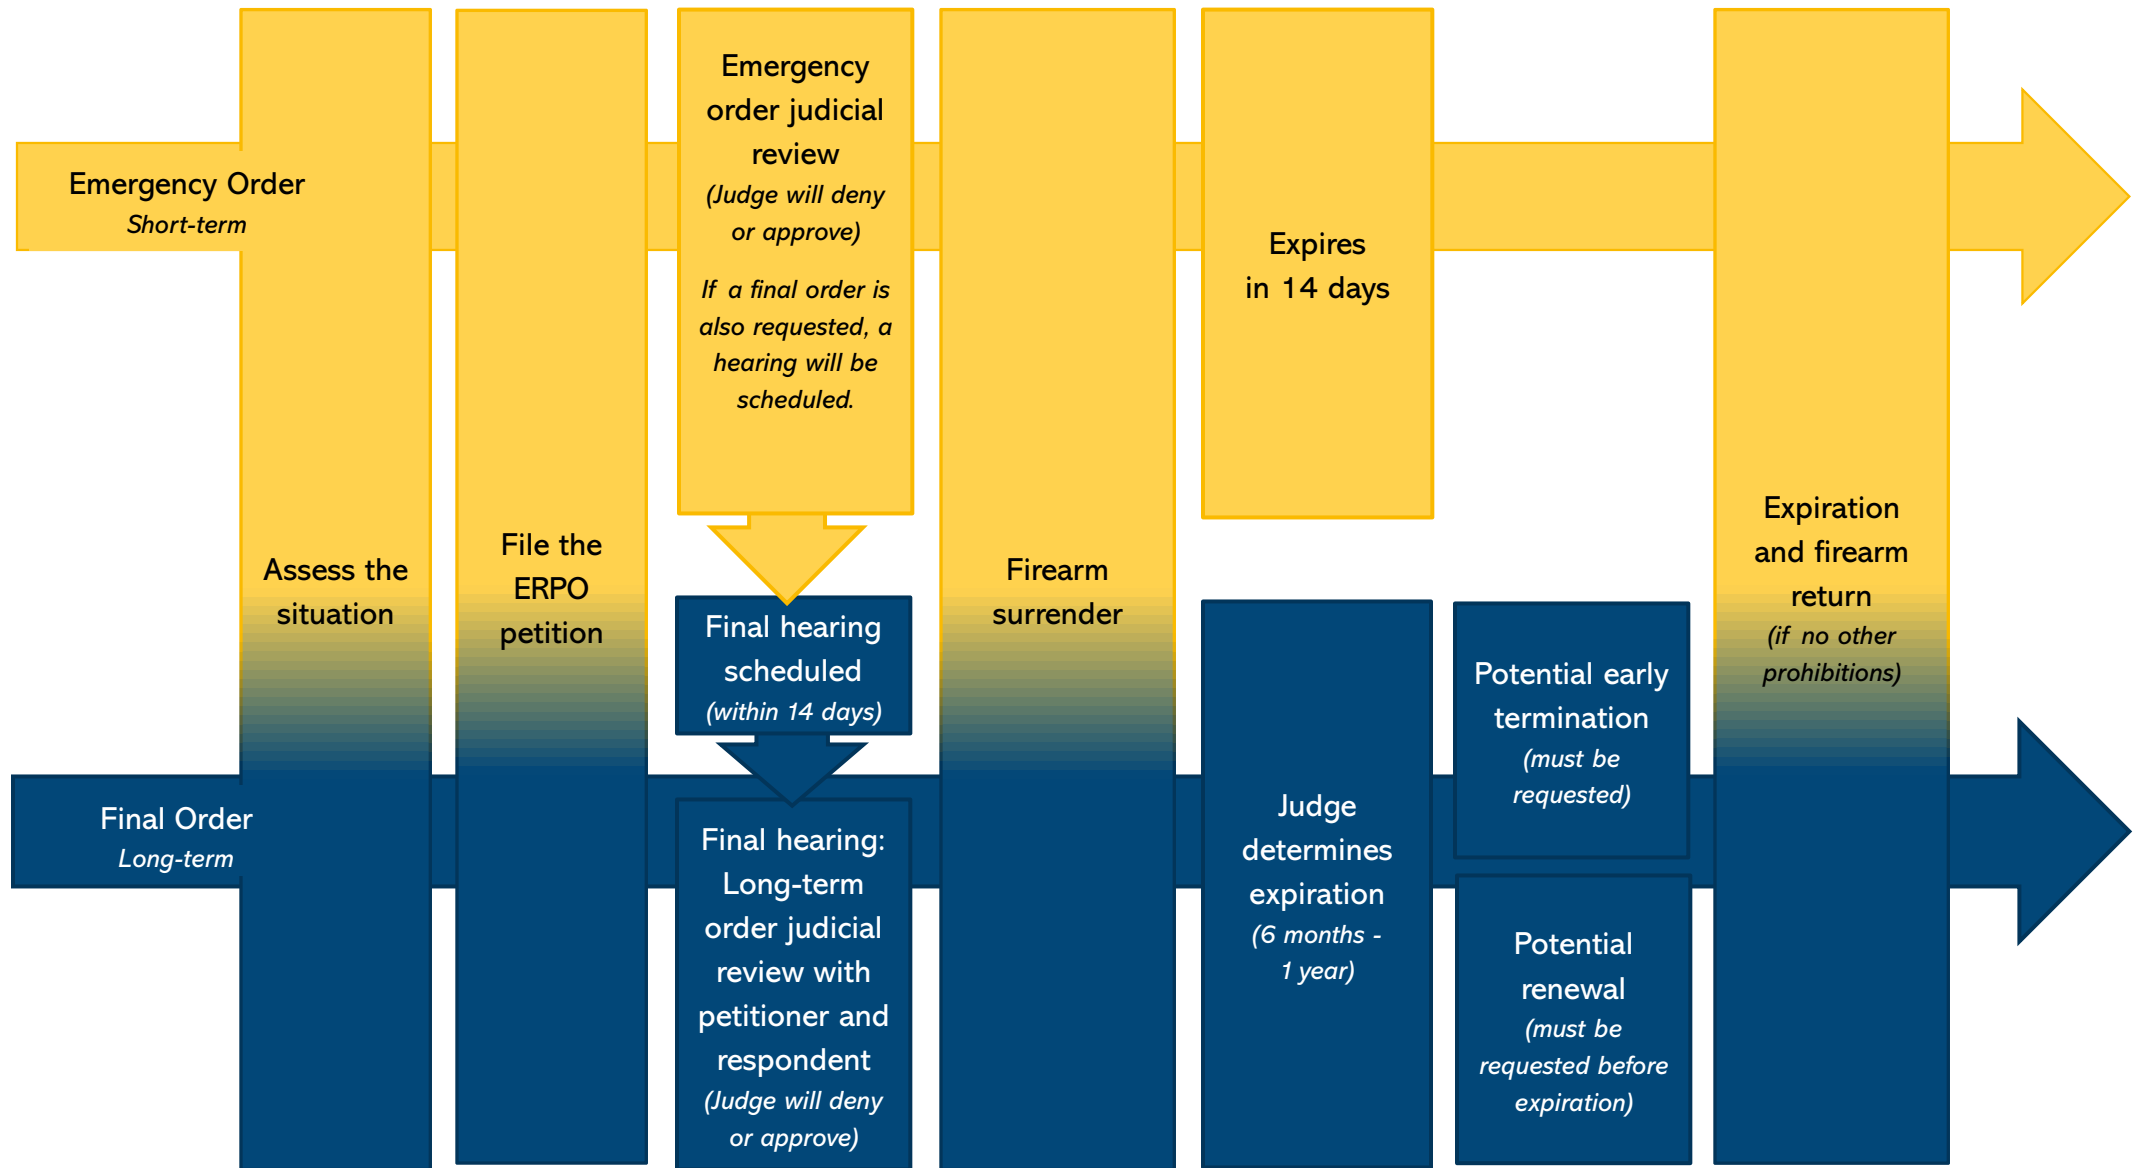 Emergency Order
Short-term
Final Order
Long-term
Assess the
situation
File the
ERPO
petition
Emergency
order judicial
review
(Judge will deny
or approve)
If a final order is
also requested, a
hearing will be
scheduled.
Final hearing
scheduled
(within 14 days)
Final hearing:
Long-term
order judicial
review with
petitioner and
respondent
(Judge will deny
or approve)
Firearm
surrender
Expires
in 14 days
Judge
determines
expiration
(6 months -
1 year)
Potential early
termination
(must be
requested)
Potential
renewal
(must be
requested before
expiration)
Expiration
and firearm
return
(if no other
prohibitions)